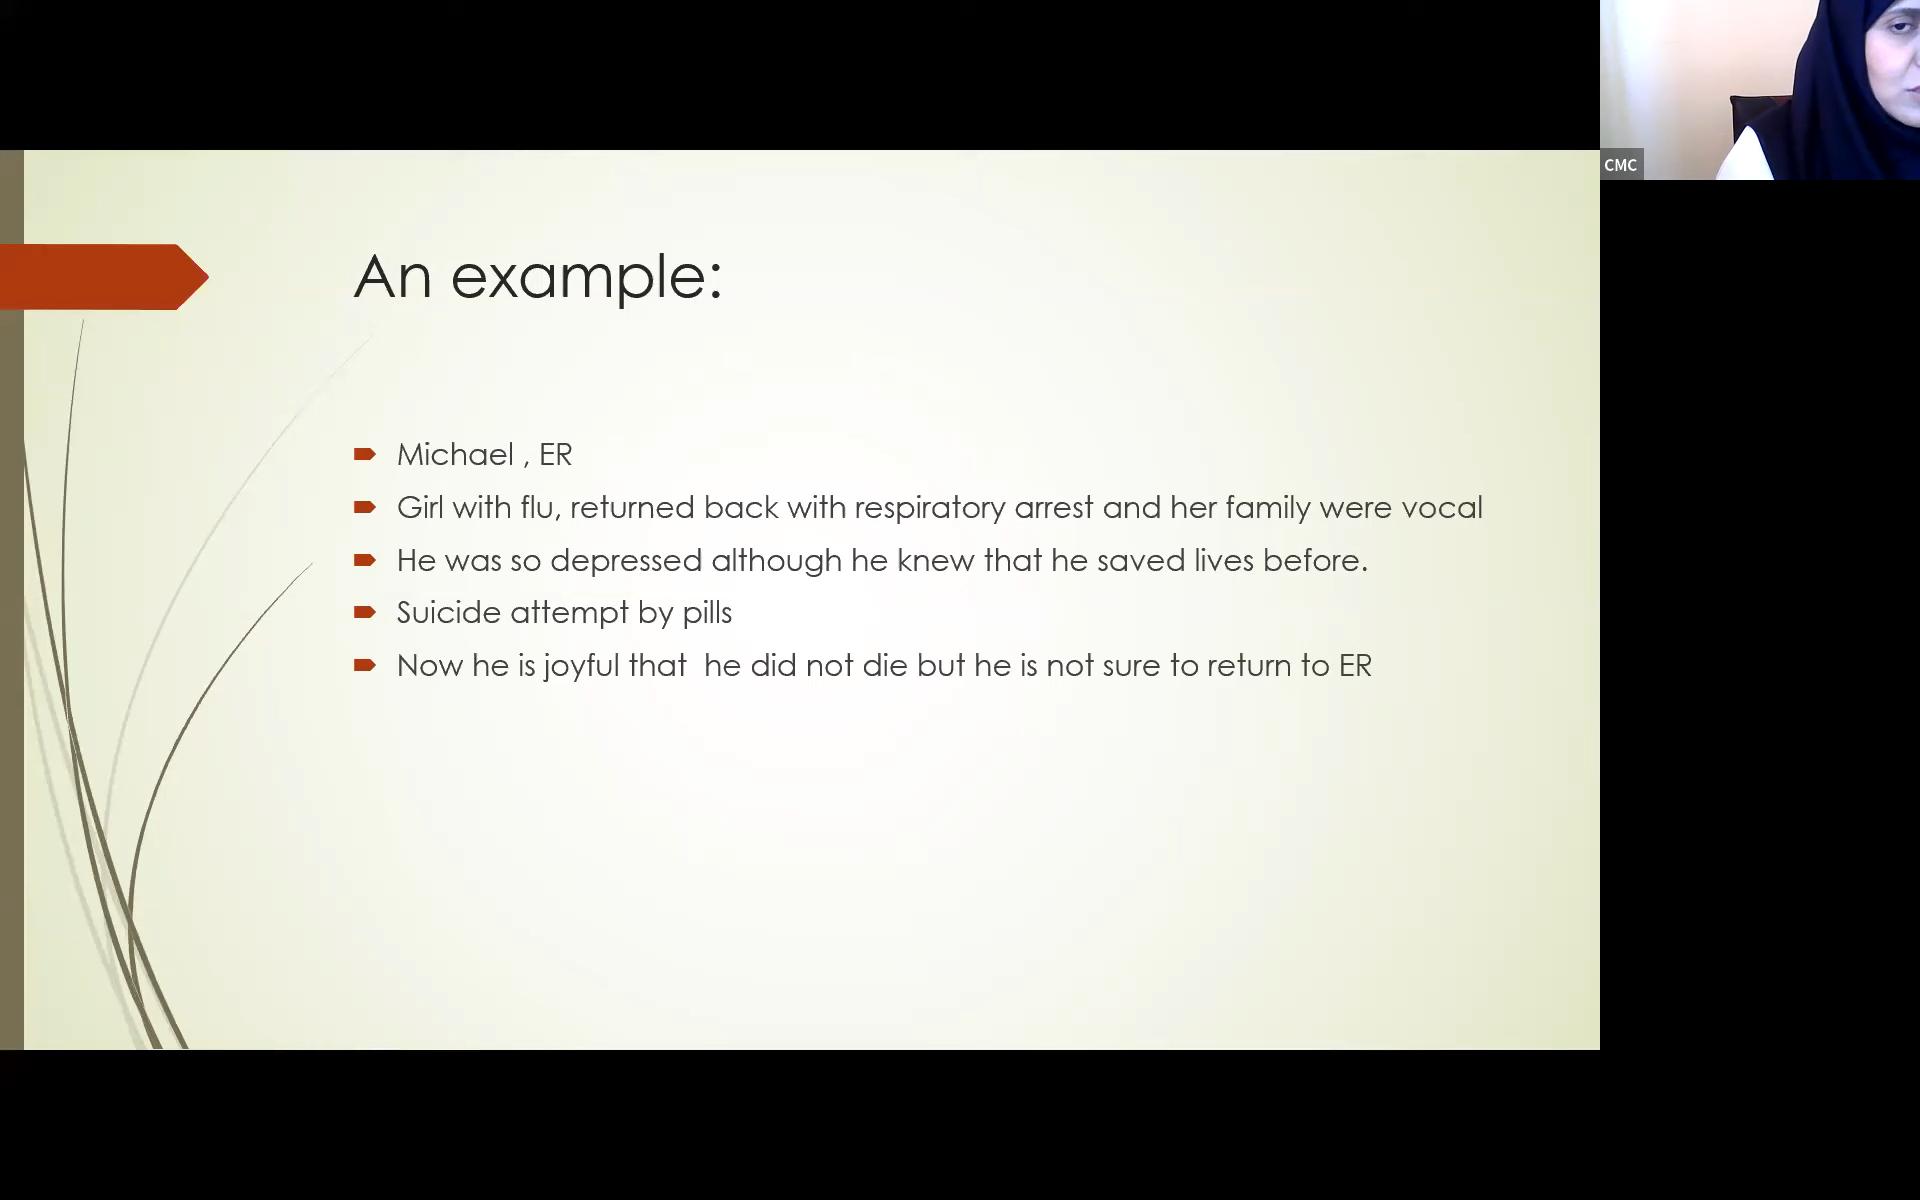 An example:
Michael , ER
Girl with flu, returned back with respiratory arrest and her family were vocal
He was so depressed although he knew that he saved lives before.
Suicide attempt by pills
Now he is joyful that  he did not die but he is not sure to return to ER
CMC